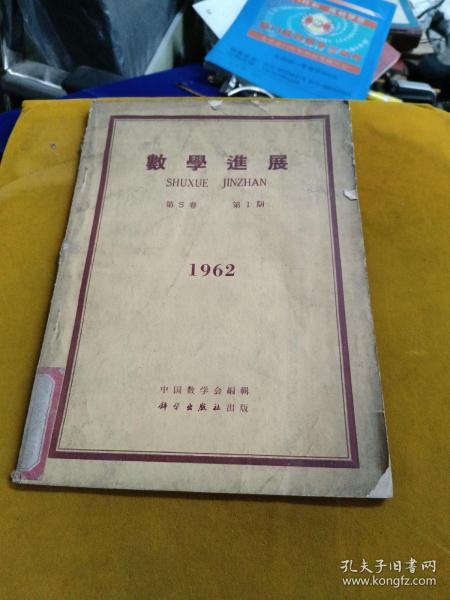 數學進展
SHUXUE JINZHAN
第5卷 第1期
1962
中国数学会編輯
科学出版社出版
孔夫子旧书网
www.kongfz.com